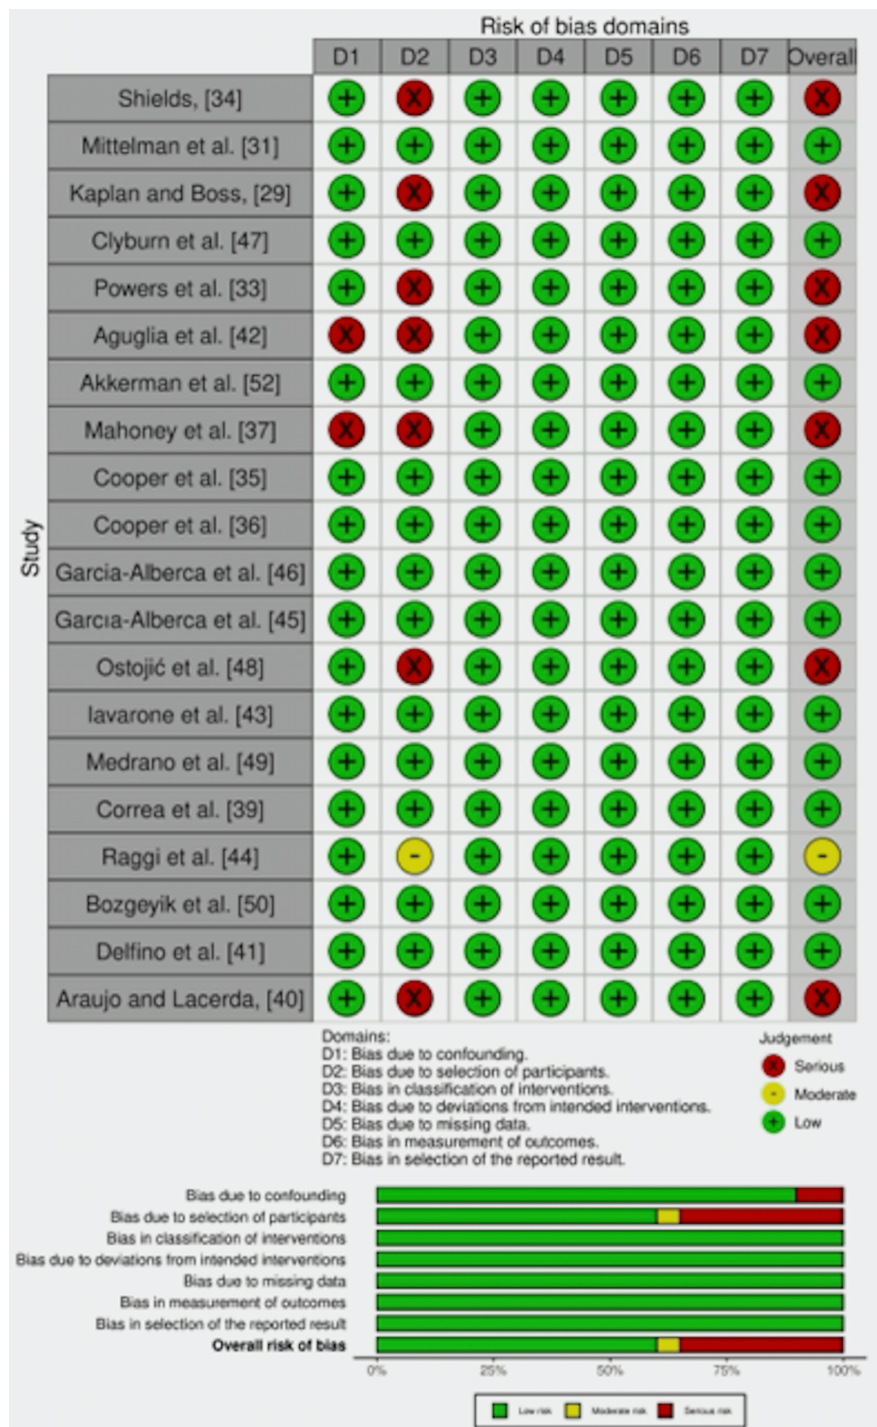 Risk of bias domains
D1 D2 D3 D4 D5 D6 D7 Overall
Shields, [34] + X + + + + + X
Mittelman et al. [31] + + + + + + + +
Kaplan and Boss, [29] + X + + + + + X
Clyburn et al. [47] + + + + + + + +
Powers et al. [33] + X + + + + + X
Aguglia et al. [42] X X + + + + + X
Akkerman et al. [52] + + + + + + + +
Mahoney et al. [37] X X + + + + + X
Cooper et al. [35] + + + + + + + +
Cooper et al. [36] + + + + + + + +
Garcia-Alberca et al. [46] + + + + + + + +
Garcıa-Alberca et al. [45] + + + + + + + +
Ostojić et al. [48] + X + + + + + X
Iavarone et al. [43] + + + + + + + +
Medrano et al. [49] + + + + + + + +
Correa et al. [39] + + + + + + + +
Raggi et al. [44] + - + + + + + -
Bozgeyik et al. [50] + + + + + + + +
Delfino et al. [41] + + + + + + + +
Araujo and Lacerda, [40] + X + + + + + X
Study
Domains:
D1: Bias due to confounding.
D2: Bias due to selection of participants.
D3: Bias in classification of interventions.
D4: Bias due to deviations from intended interventions.
D5: Bias due to missing data.
D6: Bias in measurement of outcomes.
D7: Bias in selection of the reported result.
Judgement
X Serious
- Moderate
+ Low
Bias due to confounding
Bias due to selection of participants
Bias in classification of interventions
Bias due to deviations from intended interventions
Bias due to missing data
Bias in measurement of outcomes
Bias in selection of the reported result
Overall risk of bias
0% 25% 50% 75% 100%
Low risk Moderate risk Serious risk